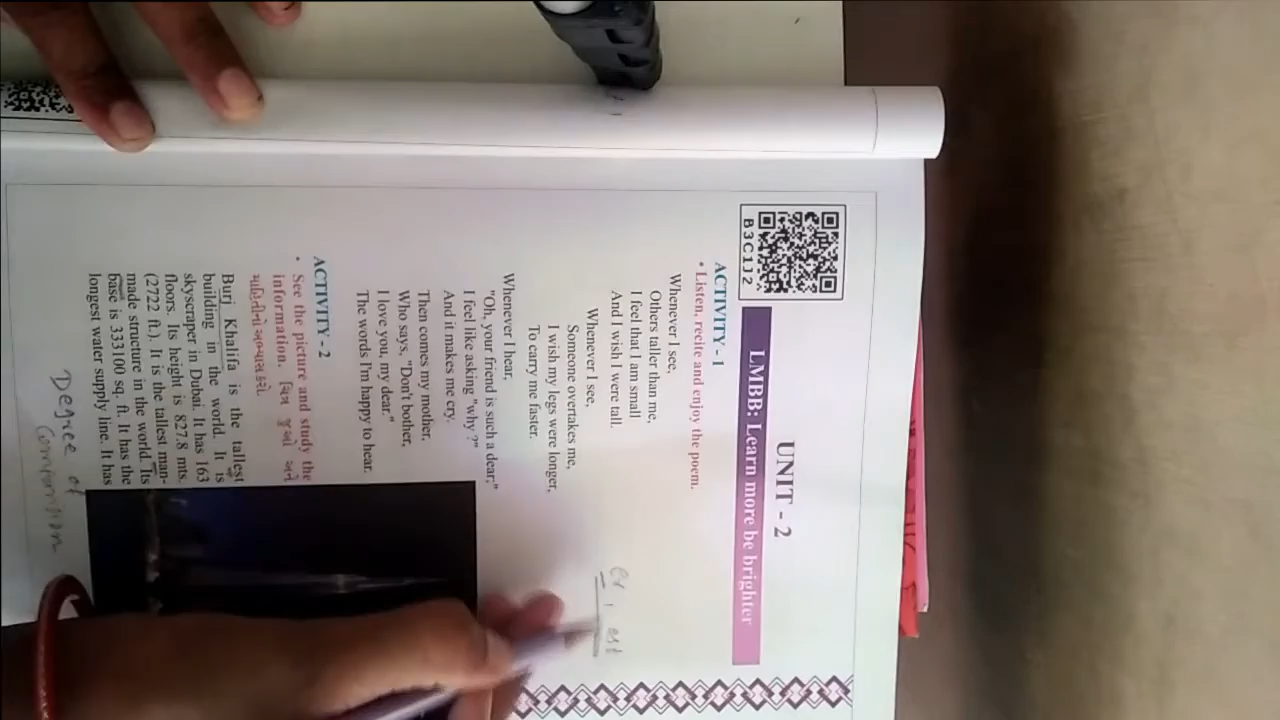 UNIT - 2
LMBB: Learn more be brighter
B3C1J2
ACTIVITY - 1
• Listen, recite and enjoy the poem.
Whenever I see,
Others taller than me,
I feel that I am small
And I wish I were tall.
er, est
Whenever I see,
Someone overtakes me,
I wish my legs were longer,
To carry me faster.
Whenever I hear,
"Oh, your friend is such a dear;"
I feel like asking "why ?"
And it makes me cry.
Then comes my mother,
Who says, "Don't bother,
I love you, my dear."
The words I'm happy to hear.
ACTIVITY - 2
• See the picture and study the
information. [ચિત્ર જુઓ અને
માહિતીનો અભ્યાસ કરો.
Burj Khalifa is the tallest
building in the world. It is
skyscraper in Dubai. It has 163
floors. Its height is 827.8 mts.
(2722 ft.). It is the tallest man-
made structure in the world. Its
base is 333100 sq. ft. It has the
longest water supply line. It has
Degree of